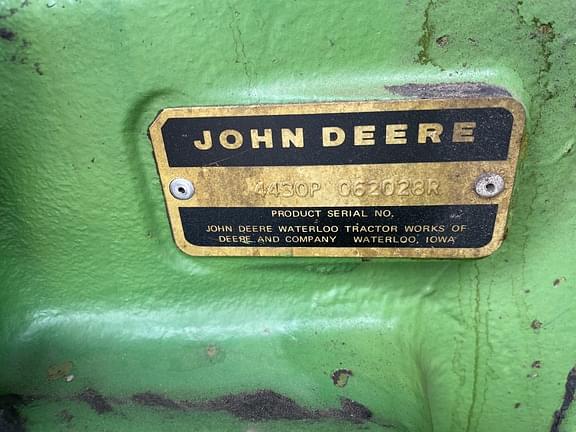 JOHN DEERE
4430P 062028R
PRODUCT SERIAL NO.
JOHN DEERE WATERLOO TRACTOR WORKS OF
DEERE AND COMPANY WATERLOO, IOWA